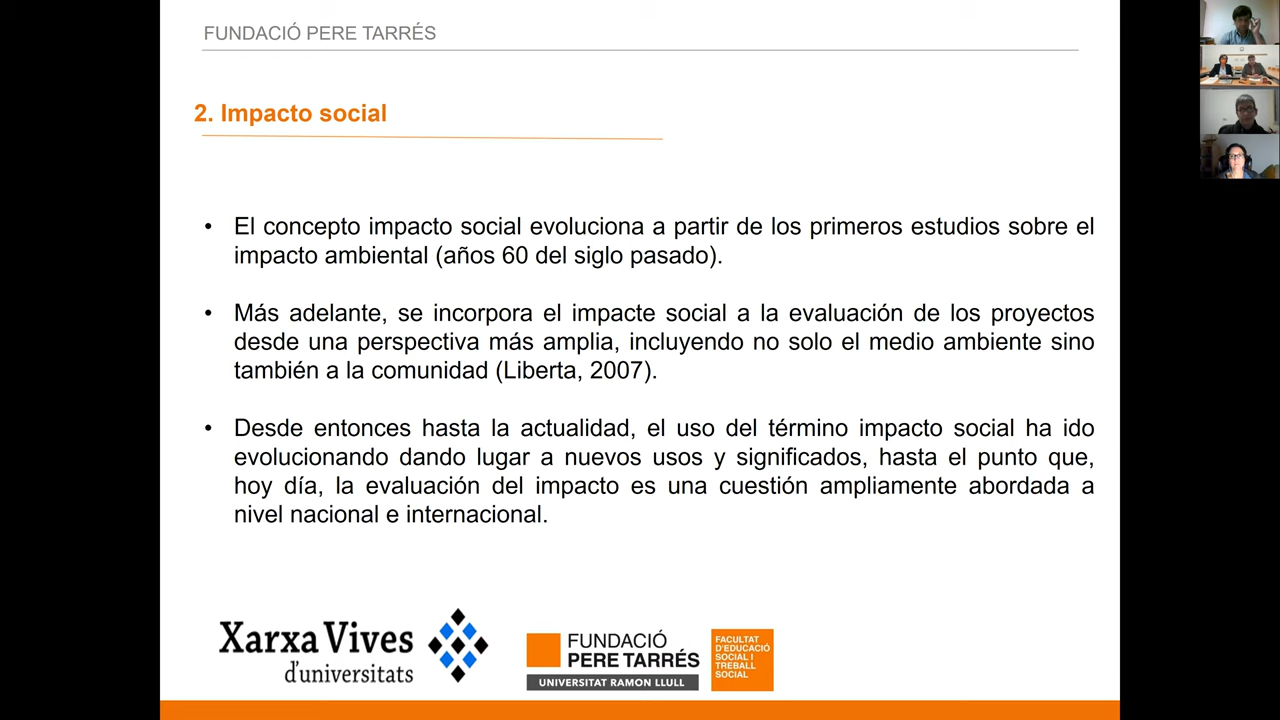 FUNDACIÓ PERE TARRÉS
2. Impacto social
• El concepto impacto social evoluciona a partir de los primeros estudios sobre el
impacto ambiental (años 60 del siglo pasado).
• Más adelante, se incorpora el impacte social a la evaluación de los proyectos
desde una perspectiva más amplia, incluyendo no solo el medio ambiente sino
también a la comunidad (Liberta, 2007).
• Desde entonces hasta la actualidad, el uso del término impacto social ha ido
evolucionando dando lugar a nuevos usos y significados, hasta el punto que,
hoy día, la evaluación del impacto es una cuestión ampliamente abordada a
nivel nacional e internacional.
Xarxa Vives
d'universitats
FUNDACIÓ
PERE TARRÉS
UNIVERSITAT RAMON LLULL
FACULTAT
D'EDUCACIÓ
SOCIAL I
TREBALL
SOCIAL